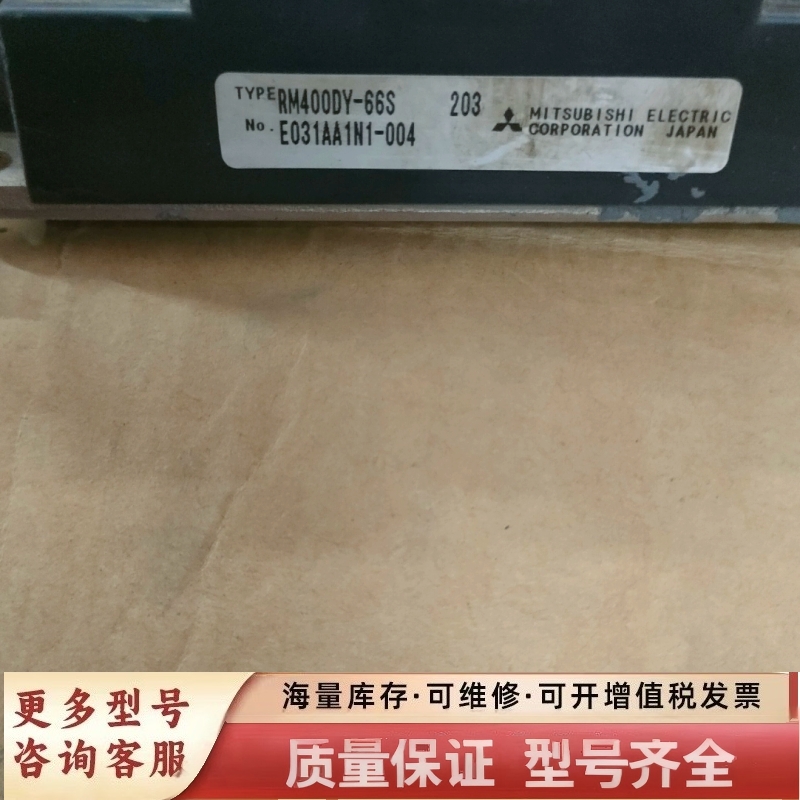 TYPE RM400DY-66S 203
No. E031AA1N1-004
MITSUBISHI ELECTRIC
CORPORATION JAPAN
更多型号
咨询客服
海量库存·可维修·可开增值税发票
质量保证 型号齐全